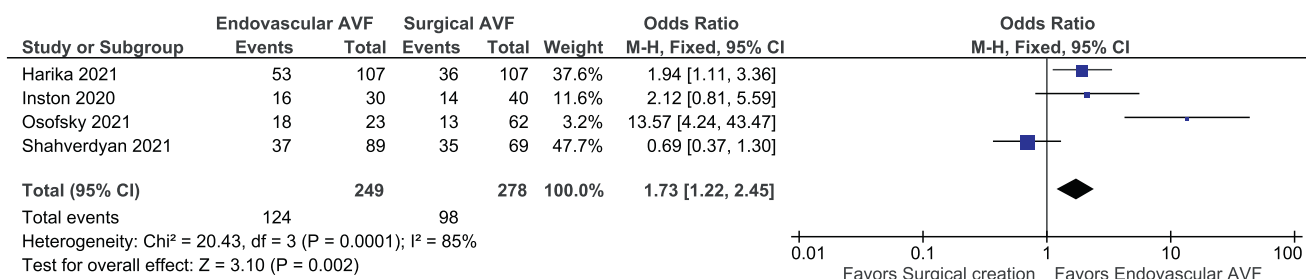 Endovascular AVF Surgical AVF Odds Ratio Odds Ratio
Study or Subgroup Events Total Events Total Weight M-H, Fixed, 95% CI M-H, Fixed, 95% CI
Harika 2021 53 107 36 107 37.6% 1.94 [1.11, 3.36]
Inston 2020 16 30 14 40 11.6% 2.12 [0.81, 5.59]
Osofsky 2021 18 23 13 62 3.2% 13.57 [4.24, 43.47]
Shahverdyan 2021 37 89 35 69 47.7% 0.69 [0.37, 1.30]
Total (95% CI) 249 278 100.0% 1.73 [1.22, 2.45]
Total events 124 98
Heterogeneity: Chi² = 20.43, df = 3 (P = 0.0001); I² = 85%
Test for overall effect: Z = 3.10 (P = 0.002)
0.01 0.1 1 10 100
Favors Surgical creation Favors Endovascular AVF